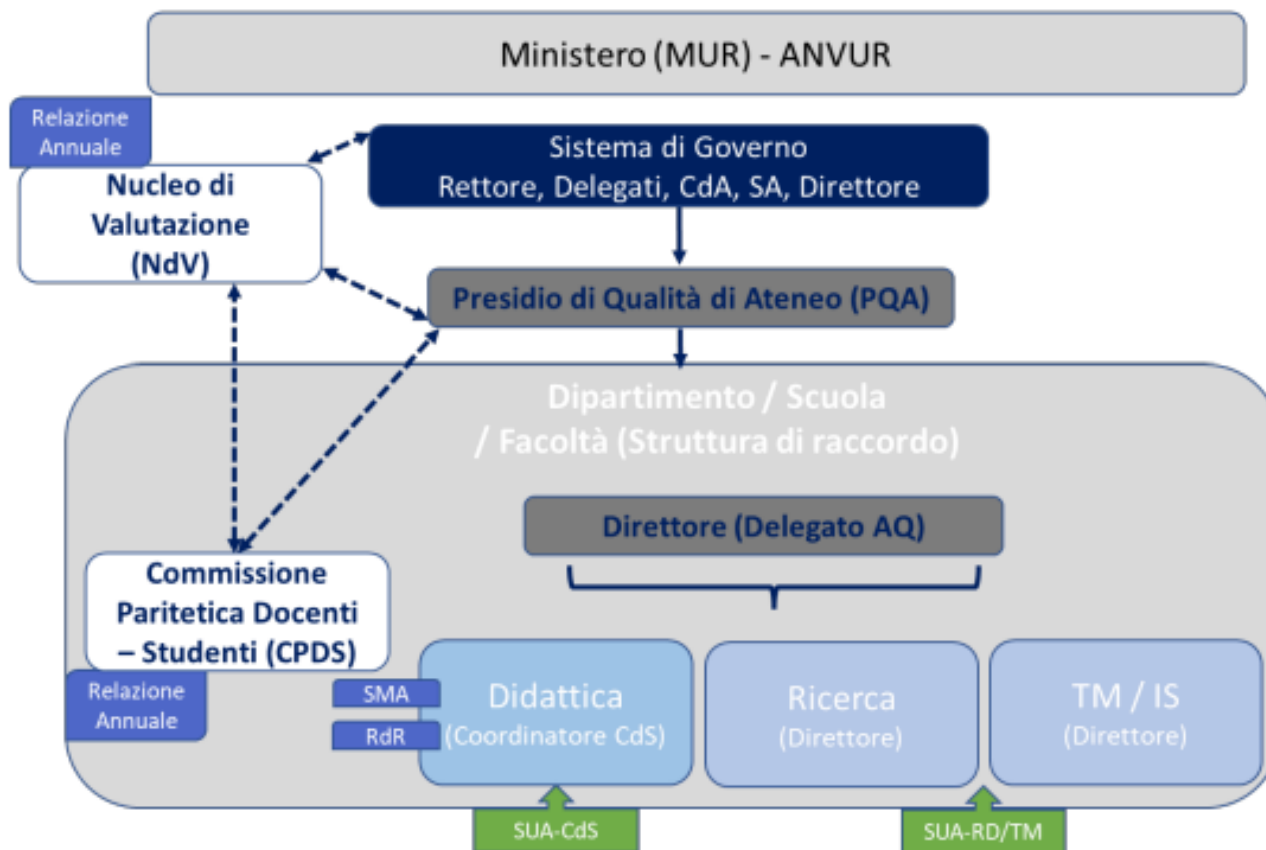 Ministero (MUR) - ANVUR
Relazione
Annuale
Nucleo di
Valutazione
(NdV)
Sistema di Governo
Rettore, Delegati, CdA, SA, Direttore
Presidio di Qualità di Ateneo (PQA)
Dipartimento / Scuola
/ Facoltà (Struttura di raccordo)
Direttore (Delegato AQ)
Commissione
Paritetica Docenti
– Studenti (CPDS)
Relazione
Annuale
SMA
RdR
Didattica
(Coordinatore CdS)
Ricerca
(Direttore)
TM / IS
(Direttore)
SUA-CdS
SUA-RD/TM